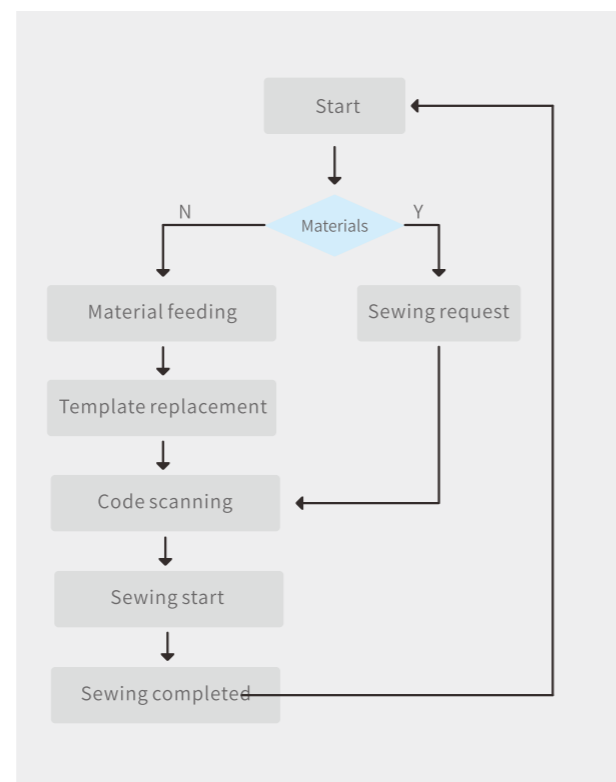 Start
N
Y
Materials
Material feeding
Sewing request
Template replacement
Code scanning
Sewing start
Sewing completed